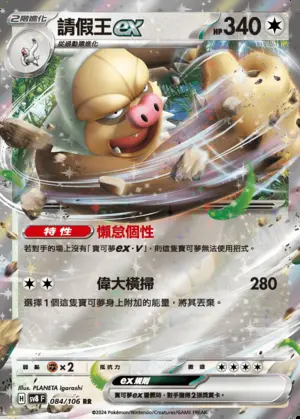 2階進化
請假王ex
HP340
從過動猿進化
特性 懶怠個性
若對手的場上沒有「寶可夢ex・V」,則這隻寶可夢無法使用招式。
偉大橫掃 280
選擇1個這隻寶可夢身上附加的能量,將其丟棄。
弱點 ×2 抵抗力 撤退
ex規則
寶可夢ex昏厥時,對手獲得2張獎賞卡。
Illus. PLANETA Igarashi
H sv8 F 084/106 RR
©2024 Pokémon/Nintendo/Creatures/GAME FREAK.